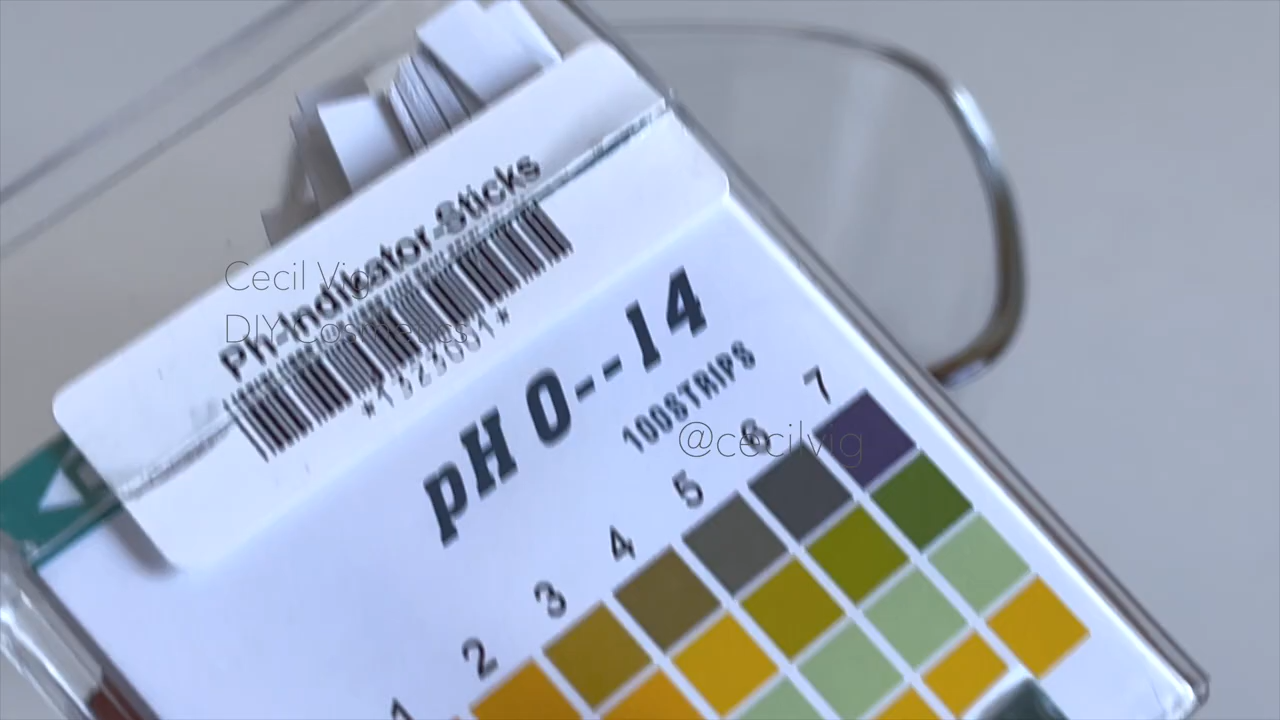 PH-Indicator-Sticks
*1525001*
Cecil Vig
DIY Cosmetics
pH 0--14
100STRIPS
@cecilvig
1 2 3 4 5 6 7